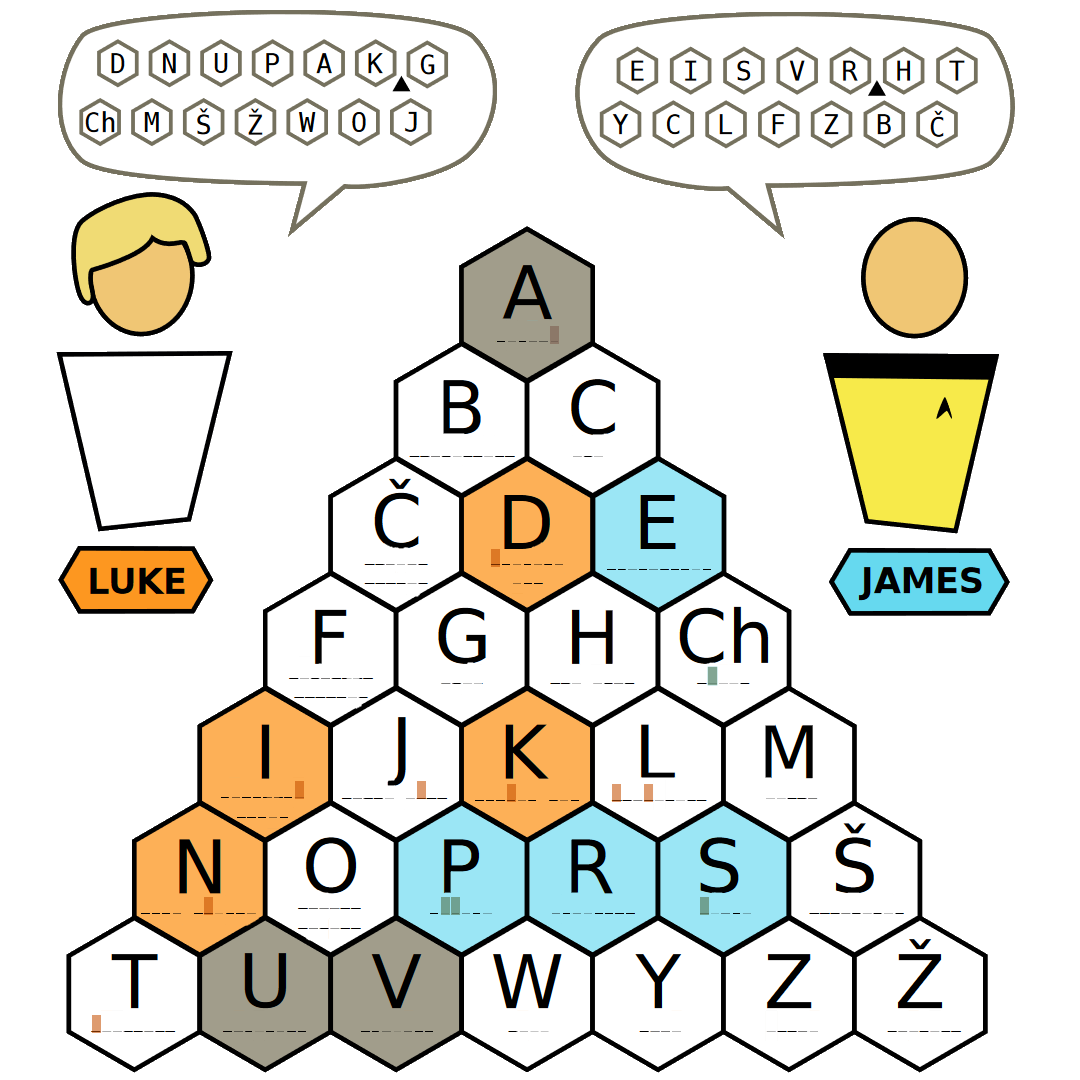 D N U P A K G
Ch M Š Ž W O J
E I S V R H T
Y C L F Z B Č
A
B C
Č D E
LUKE
JAMES
F G H Ch
I J K L M
N O P R S Š
T U V W Y Z Ž